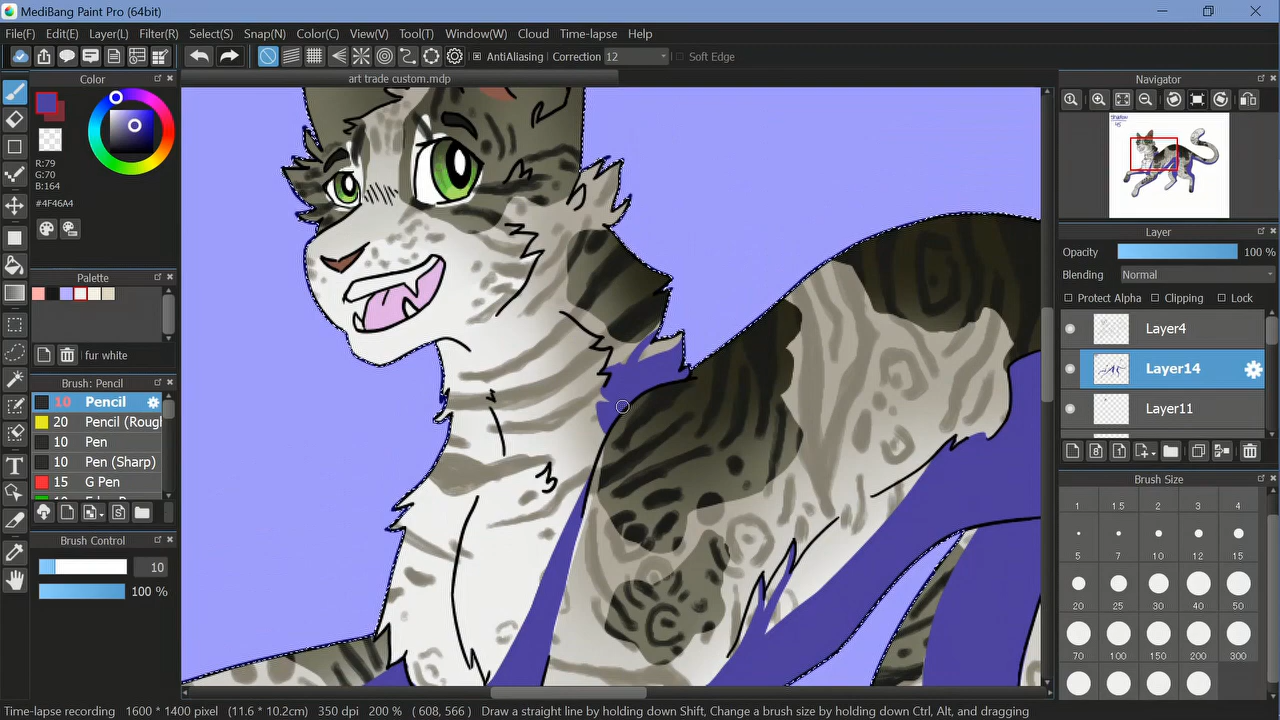 MediBang Paint Pro (64bit)
File(F) Edit(E) Layer(L) Filter(R) Select(S) Snap(N) Color(C) View(V) Tool(T) Window(W) Cloud Time-lapse Help
AntiAliasing Correction 12 Soft Edge
Color
art trade custom.mdp
Navigator
R:79
G:70
B:164
#4F46A4
Layer
Opacity 100 %
Blending Normal
Protect Alpha Clipping Lock
Palette
Layer4
fur white
Layer14
Brush: Pencil
10 Pencil
Layer11
20 Pencil (Roug
10 Pen
10 Pen (Sharp)
15 G Pen
Brush Size
1 1.5 2 3 4
5 7 10 12 15
20 25 30 40 50
70 100 150 200 300
Brush Control
10
100 %
Time-lapse recording 1600 * 1400 pixel (11.6 * 10.2cm) 350 dpi 200 % ( 608, 566 ) Draw a straight line by holding down Shift, Change a brush size by holding down Ctrl, Alt, and dragging